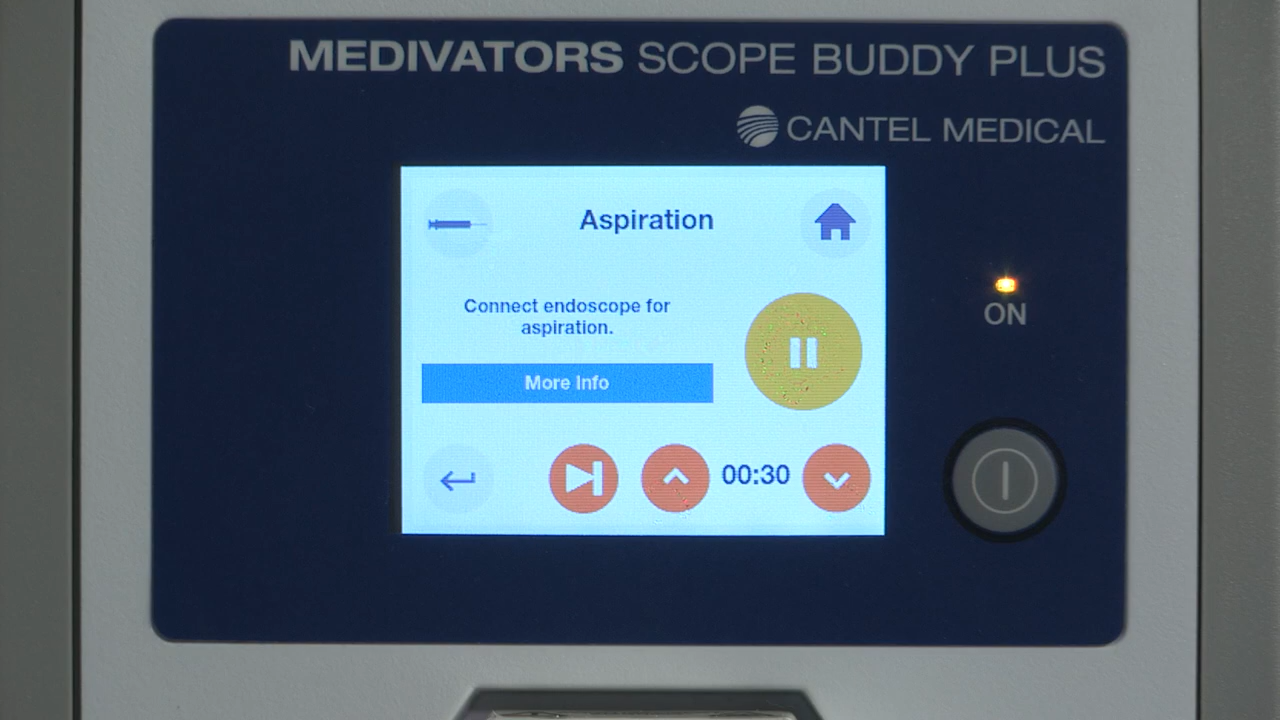 MEDIVATORS SCOPE BUDDY PLUS
CANTEL MEDICAL
Aspiration
Connect endoscope for
aspiration.
More Info
00:30
ON